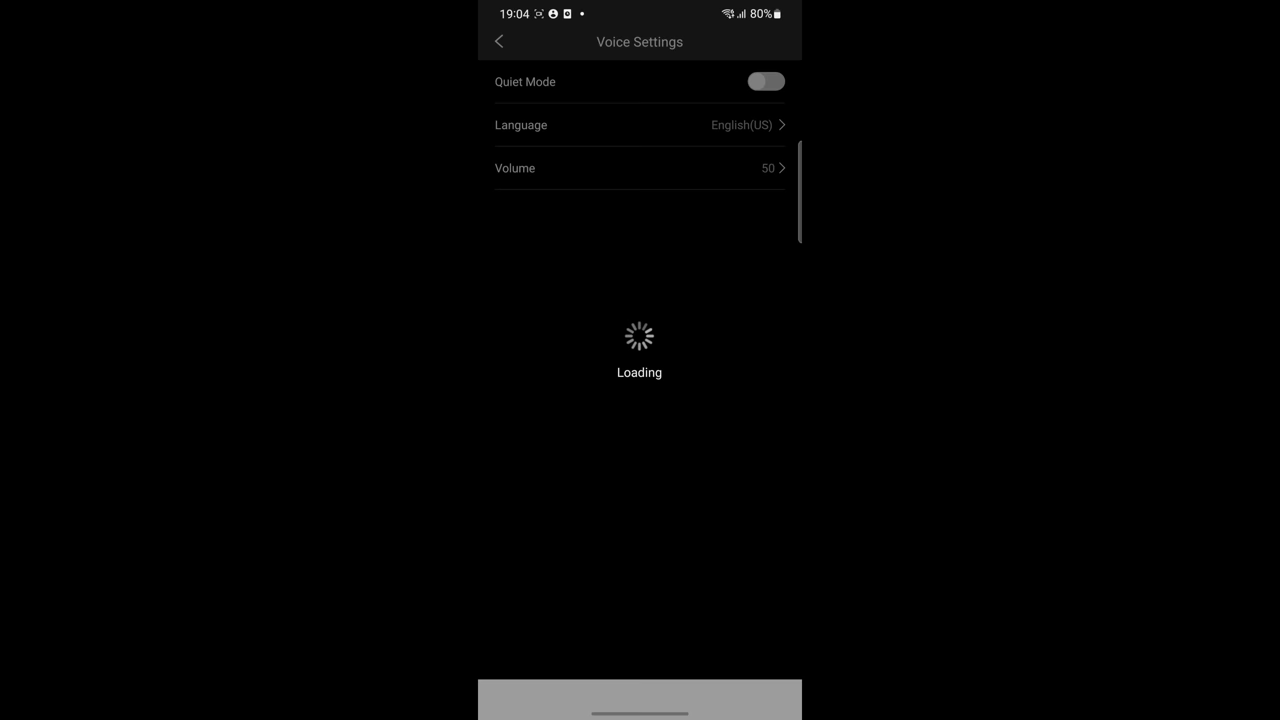 19:04 80%
Voice Settings
Quiet Mode
Language English(US)
Volume 50
Loading